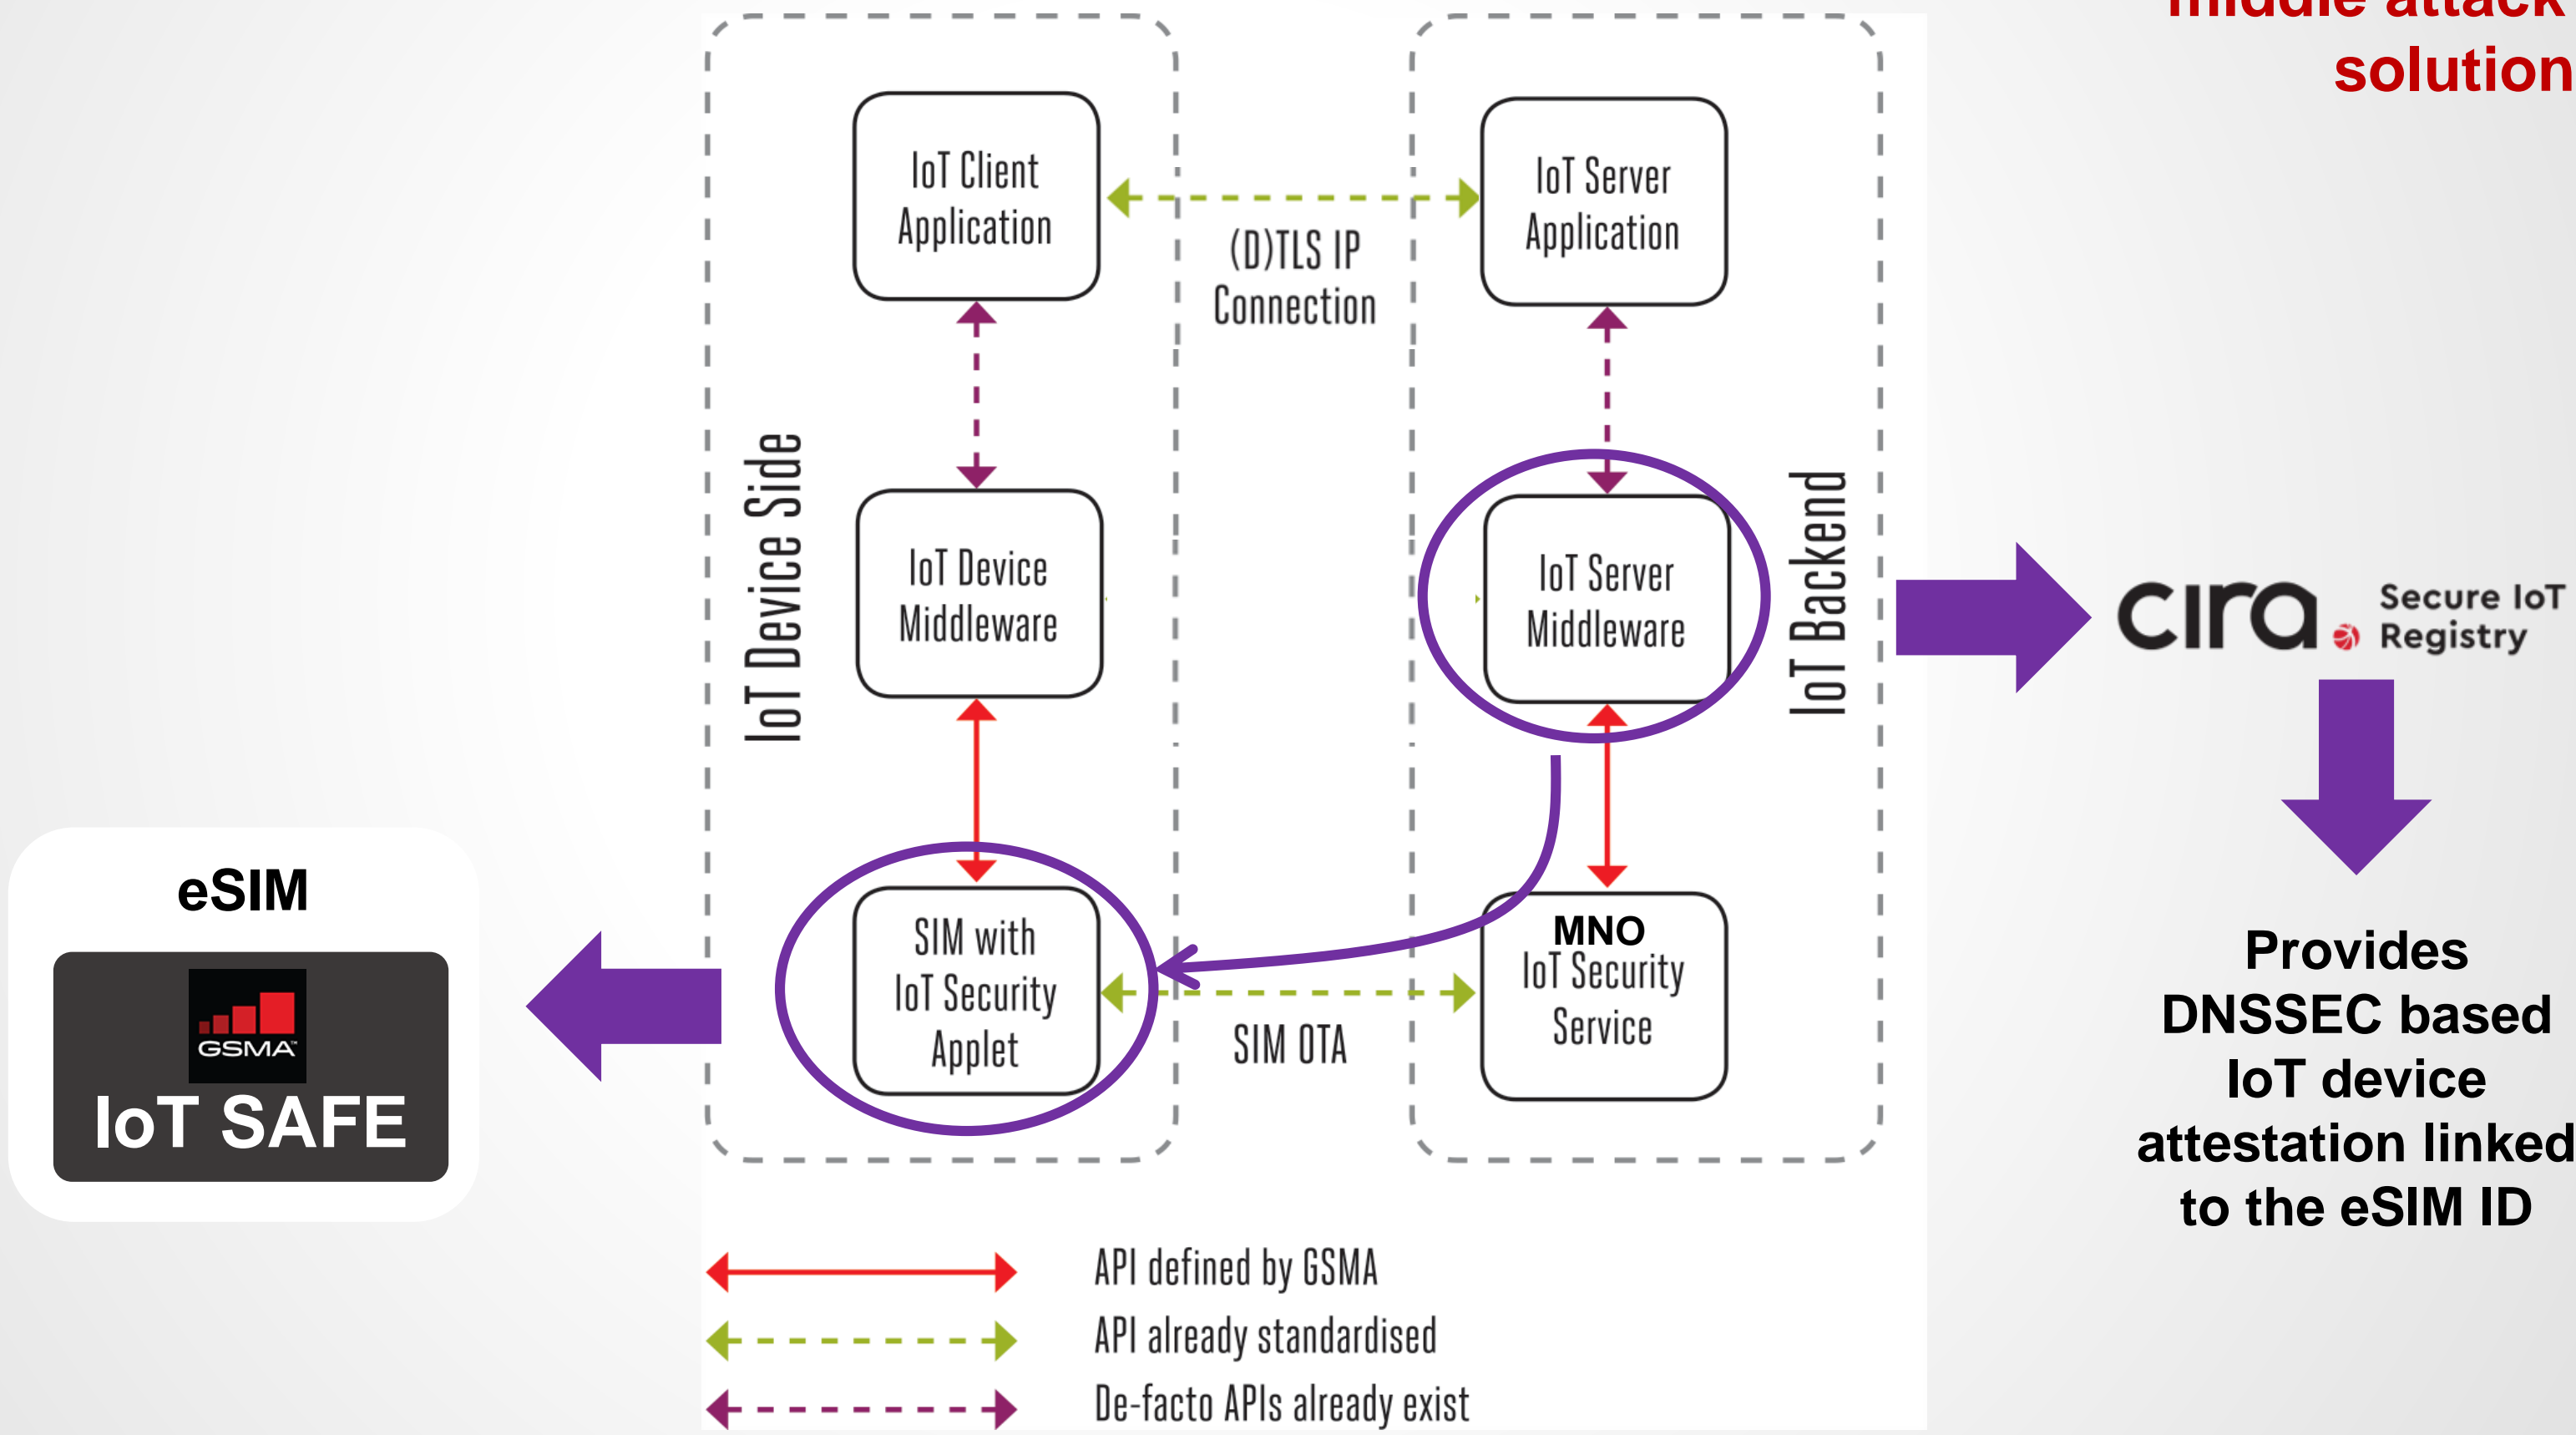 middle attack
solution
IoT Client
Application
IoT Server
Application
(D)TLS IP
Connection
IoT Device Side
IoT Device
Middleware
IoT Server
Middleware
IoT Backend
cira
Secure IoT
Registry
eSIM
GSMA™
IoT SAFE
SIM with
IoT Security
Applet
SIM OTA
MNO
IoT Security
Service
Provides
DNSSEC based
IoT device
attestation linked
to the eSIM ID
API defined by GSMA
API already standardised
De-facto APIs already exist